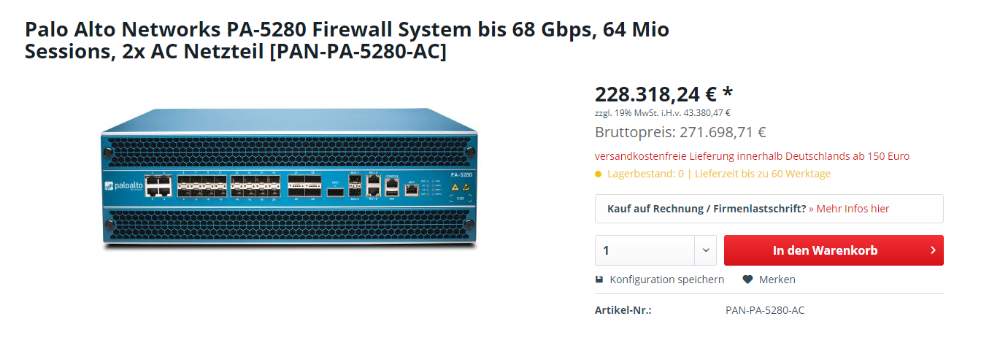 Palo Alto Networks PA-5280 Firewall System bis 68 Gbps, 64 Mio
Sessions, 2x AC Netzteil [PAN-PA-5280-AC]
228.318,24 € *
zzgl. 19% MwSt. i.H.v. 43.380,47 €
Bruttopreis: 271.698,71 €
versandkostenfreie Lieferung innerhalb Deutschlands ab 150 Euro
Lagerbestand: 0 | Lieferzeit bis zu 60 Werktage
Kauf auf Rechnung / Firmenlastschrift? » Mehr Infos hier
1
In den Warenkorb
Konfiguration speichern
Merken
Artikel-Nr.:
PAN-PA-5280-AC
paloalto
PA-5280
CONSOLE